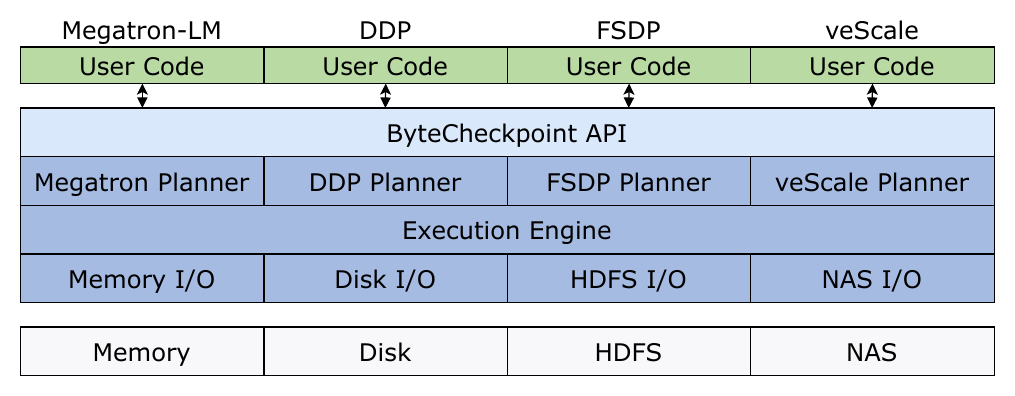 Megatron-LM DDP FSDP veScale
User Code User Code User Code User Code
ByteCheckpoint API
Megatron Planner DDP Planner FSDP Planner veScale Planner
Execution Engine
Memory I/O Disk I/O HDFS I/O NAS I/O
Memory Disk HDFS NAS